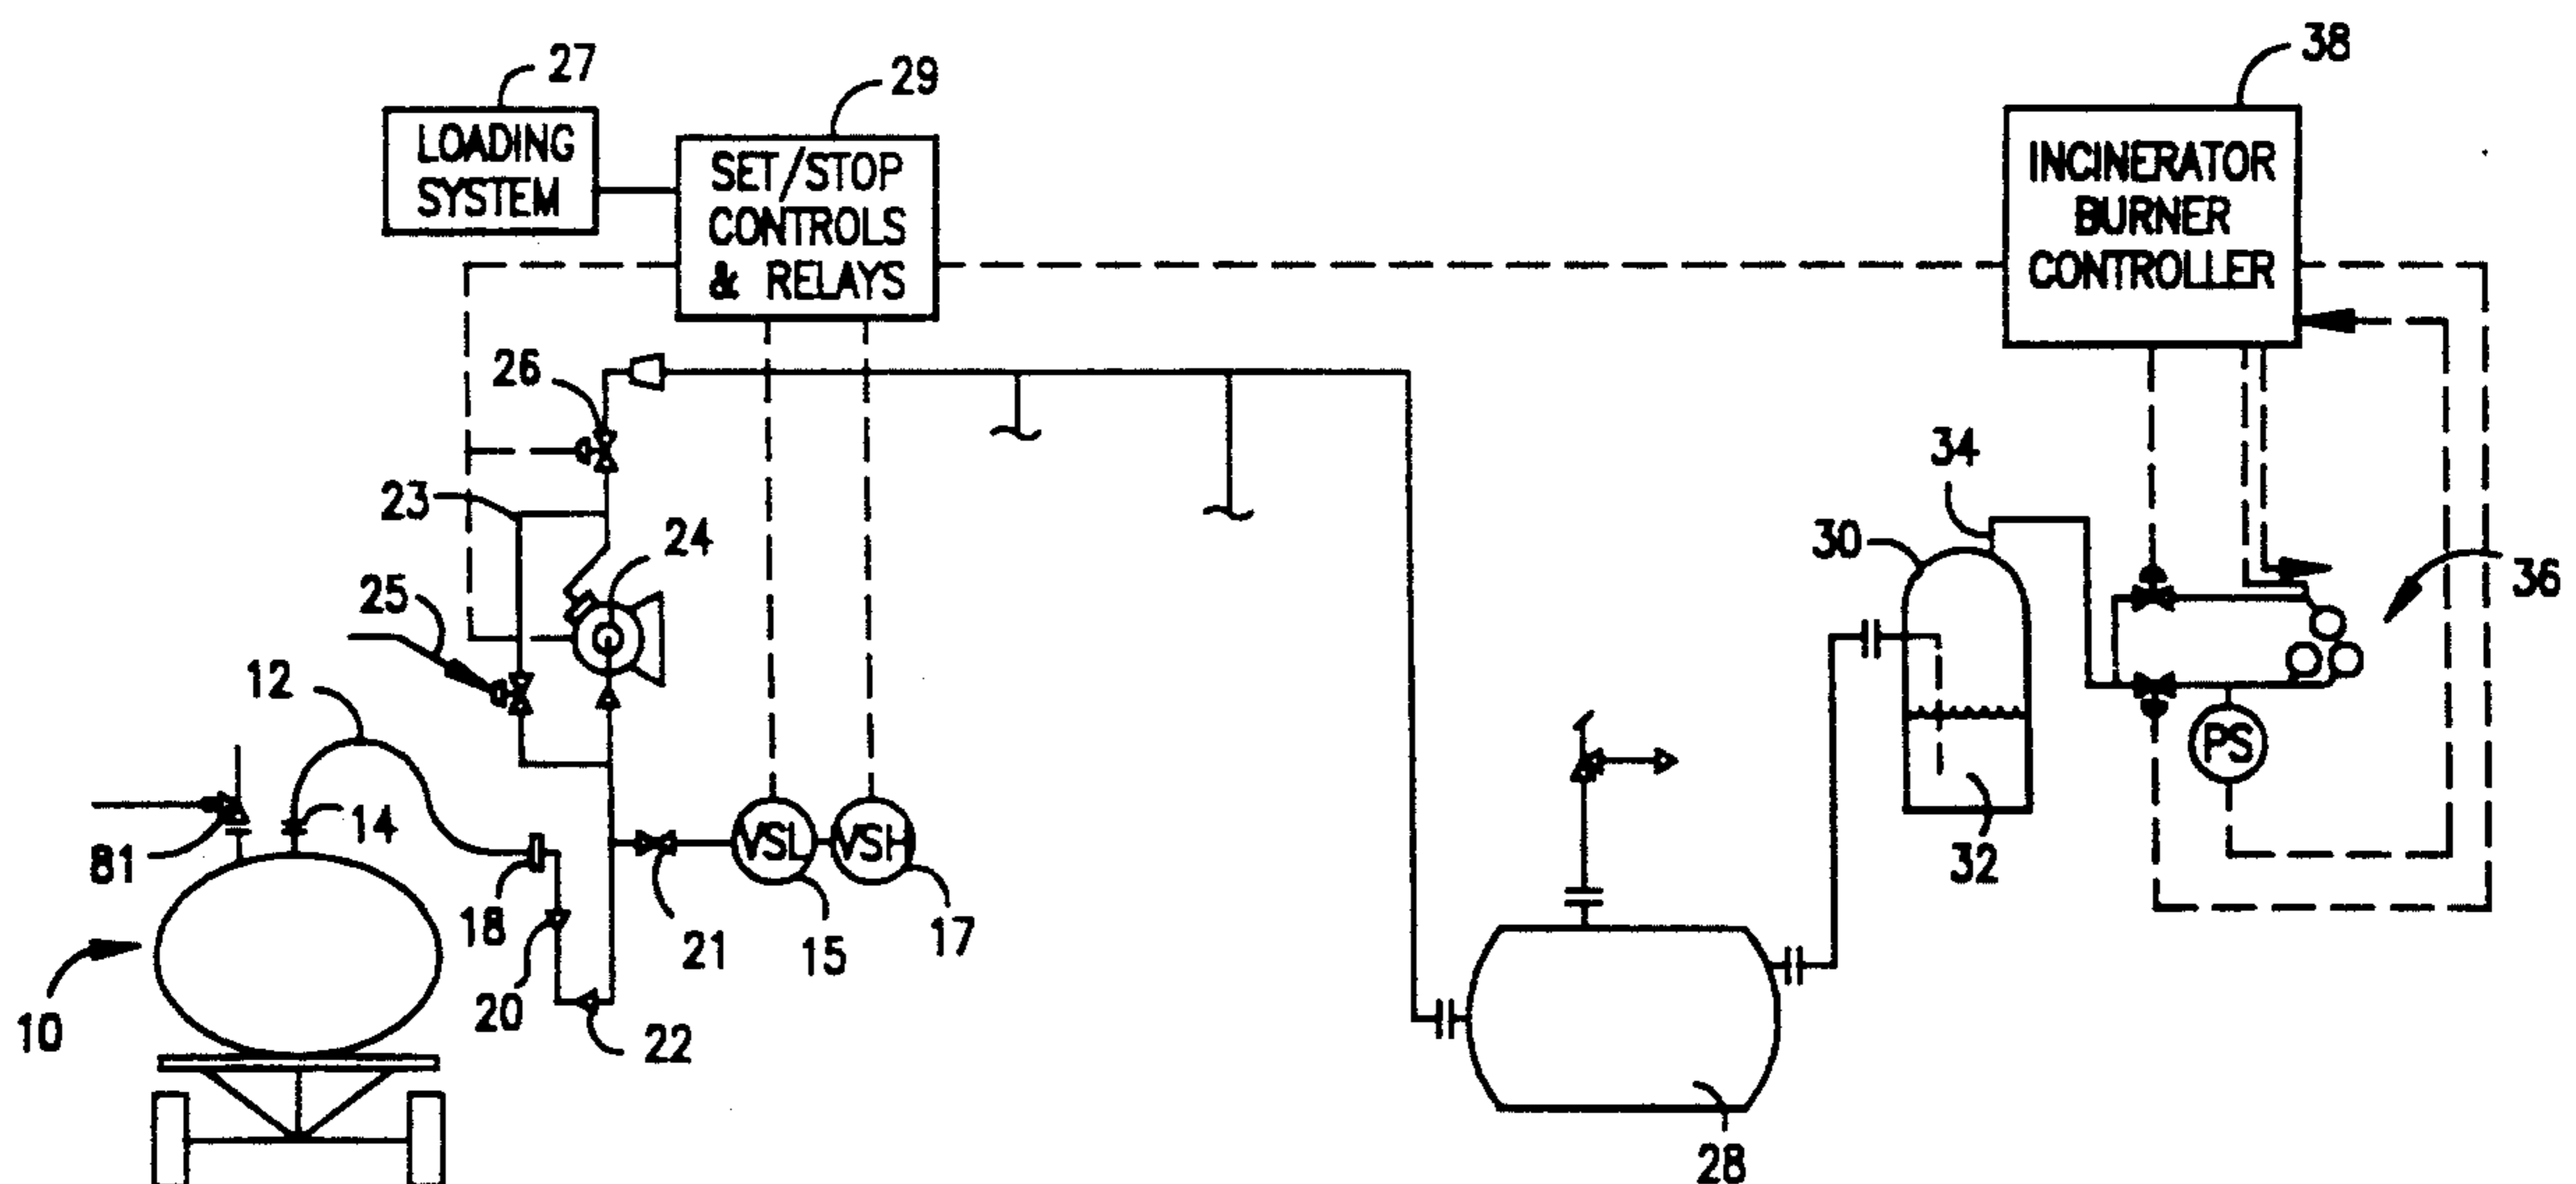 27
LOADING
SYSTEM
29
SET/STOP
CONTROLS
& RELAYS
38
INCINERATOR
BURNER
CONTROLLER
26
23
24
25
34
30
36
12
14
81
PS
VSL
VSH
18
21
15
17
32
10
20
22
28